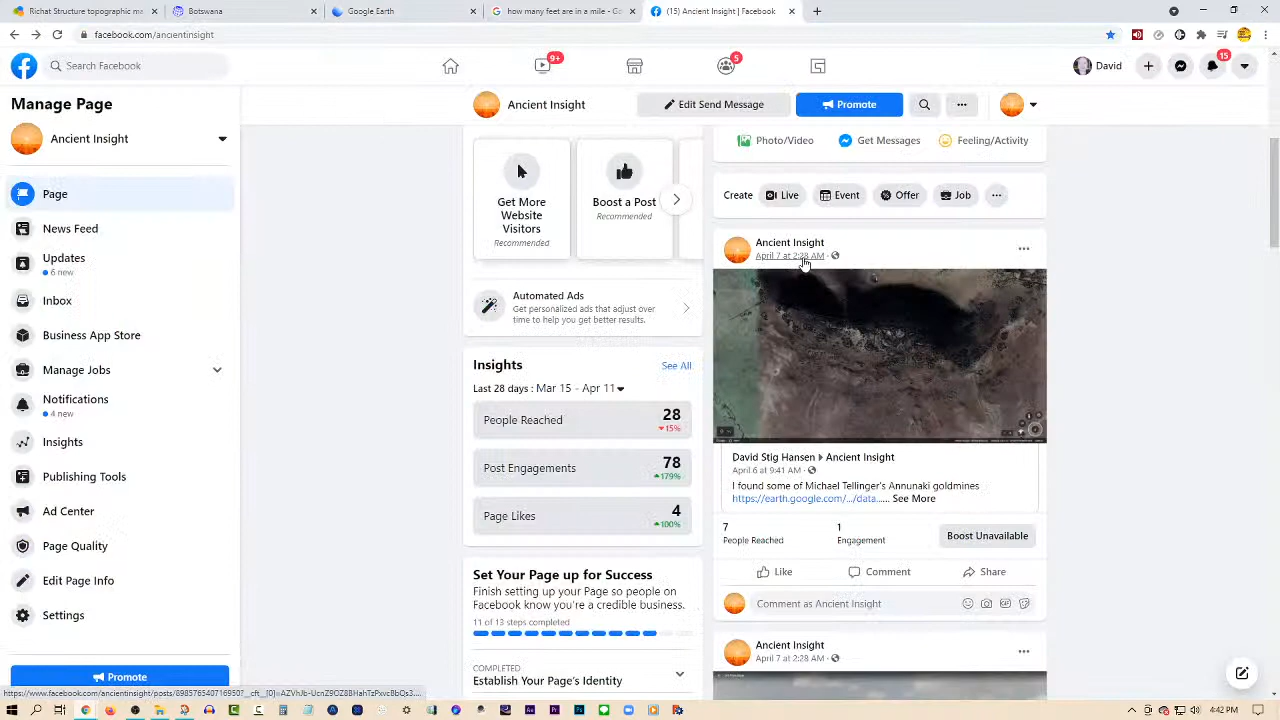 Richat Structure topographic m
Botswana
Google Earth
how many feet are in a mile - Go
(15) Ancient Insight | Facebook
facebook.com/ancientinsight
Search Facebook
9+
5
David
15
Manage Page
Ancient Insight
Page
News Feed
Updates
6 new
Inbox
Business App Store
Manage Jobs
Notifications
4 new
Insights
Publishing Tools
Ad Center
Page Quality
Edit Page Info
Settings
Promote
Ancient Insight
Edit Send Message
Promote
Get More
Website
Visitors
Recommended
Boost a Post
Recommended
Automated Ads
Get personalized ads that adjust over
time to help you get better results.
Insights
See All
Last 28 days : Mar 15 - Apr 11
People Reached
28
15%
Post Engagements
78
179%
Page Likes
4
100%
Set Your Page up for Success
Finish setting up your Page so people on
Facebook know you're a credible business.
11 of 13 steps completed
COMPLETED
Establish Your Page's Identity
Photo/Video
Get Messages
Feeling/Activity
Create
Live
Event
Offer
Job
Ancient Insight
April 7 at 2:28 AM ·
David Stig Hansen Ancient Insight
April 6 at 9:41 AM ·
I found some of Michael Tellinger's Annunaki goldmines
https://earth.google.com/.../data...... See More
7
People Reached
1
Engagement
Boost Unavailable
Like
Comment
Share
Comment as Ancient Insight
Ancient Insight
April 7 at 2:28 AM ·
4:42 PM